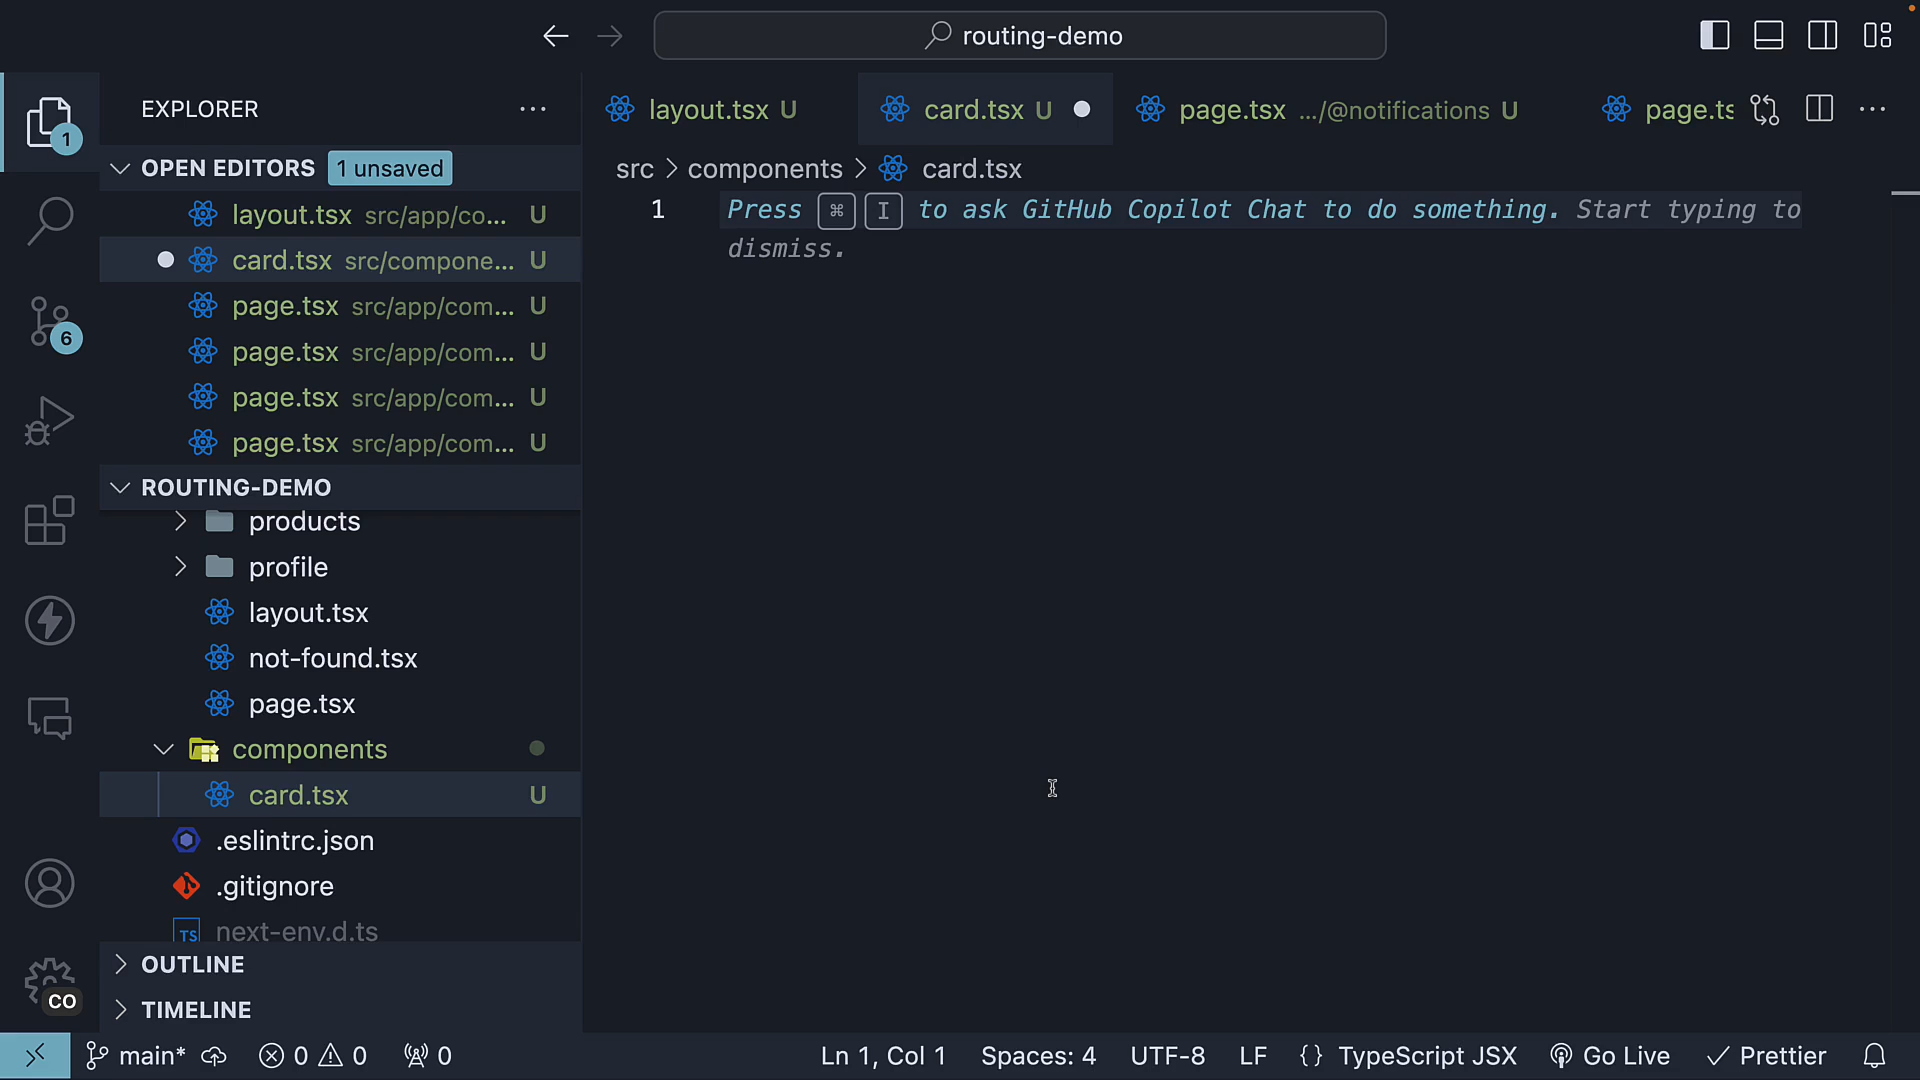 routing-demo
EXPLORER
1
OPEN EDITORS 1 unsaved
layout.tsx src/app/co... U
card.tsx src/compone... U
page.tsx src/app/com... U
page.tsx src/app/com... U
page.tsx src/app/com... U
page.tsx src/app/com... U
6
ROUTING-DEMO
products
profile
layout.tsx
not-found.tsx
page.tsx
components
card.tsx U
.eslintrc.json
.gitignore
TS next-env.d.ts
OUTLINE
CO
TIMELINE
layout.tsx U card.tsx U page.tsx .../@notifications U page.ts
src > components > card.tsx
1 Press ⌘ I to ask GitHub Copilot Chat to do something. Start typing to
dismiss.
main* 0 0 0 Ln 1, Col 1 Spaces: 4 UTF-8 LF {} TypeScript JSX Go Live Prettier